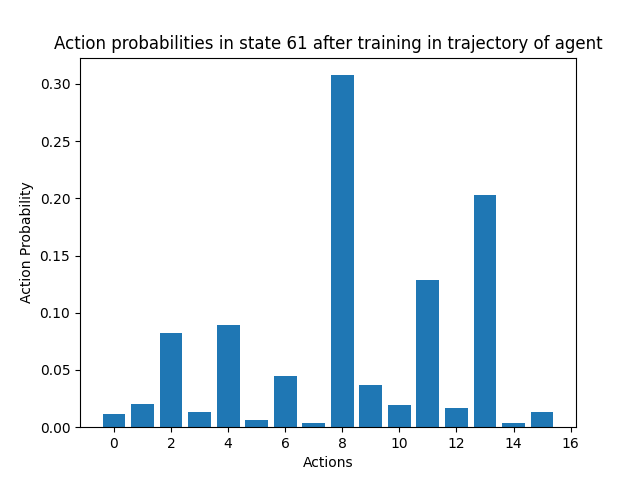 Action probabilities in state 61 after training in trajectory of agent
0.30
0.25
0.20
0.15
0.10
0.05
0.00
Action Probability
0 2 4 6 8 10 12 14 16
Actions